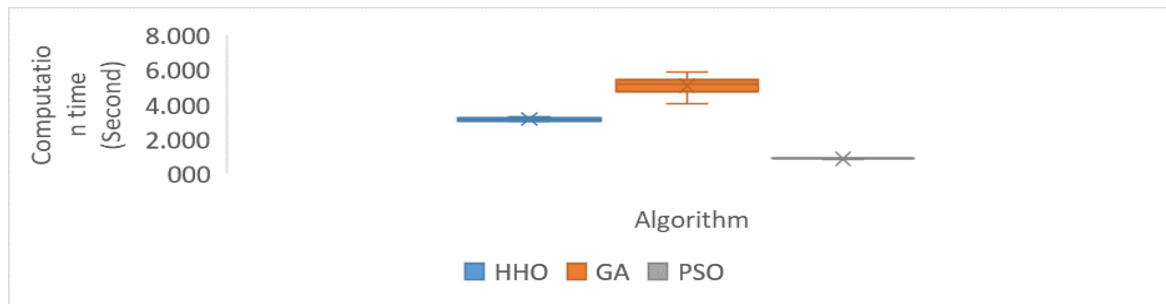 Computatio
n time
(Second)
8.000
6.000
4.000
2.000
000
Algorithm
HHO GA PSO